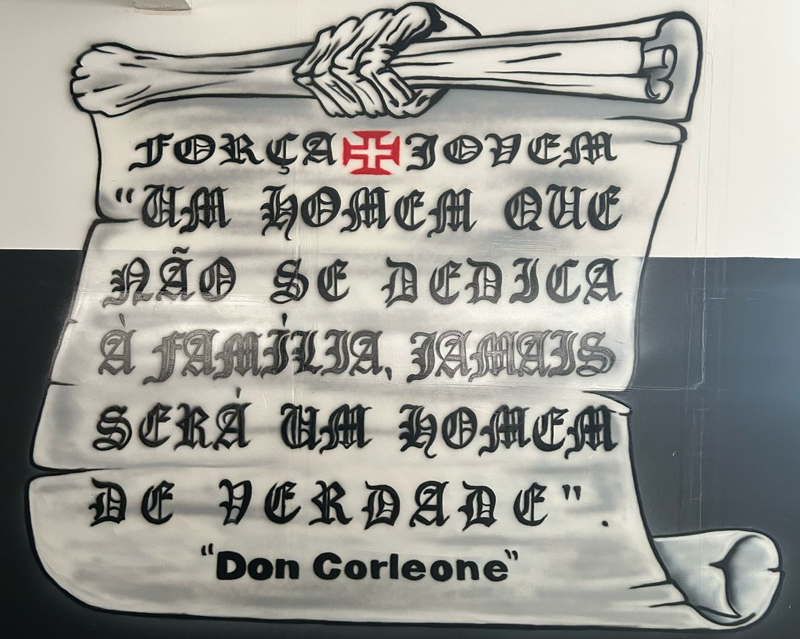 FORÇA JOVEM
"UM HOMEM QUE
NÃO SE DEDICA
À FAMÍLIA, JAMAIS
SERÁ UM HOMEM
DE VERDADE".
"Don Corleone"